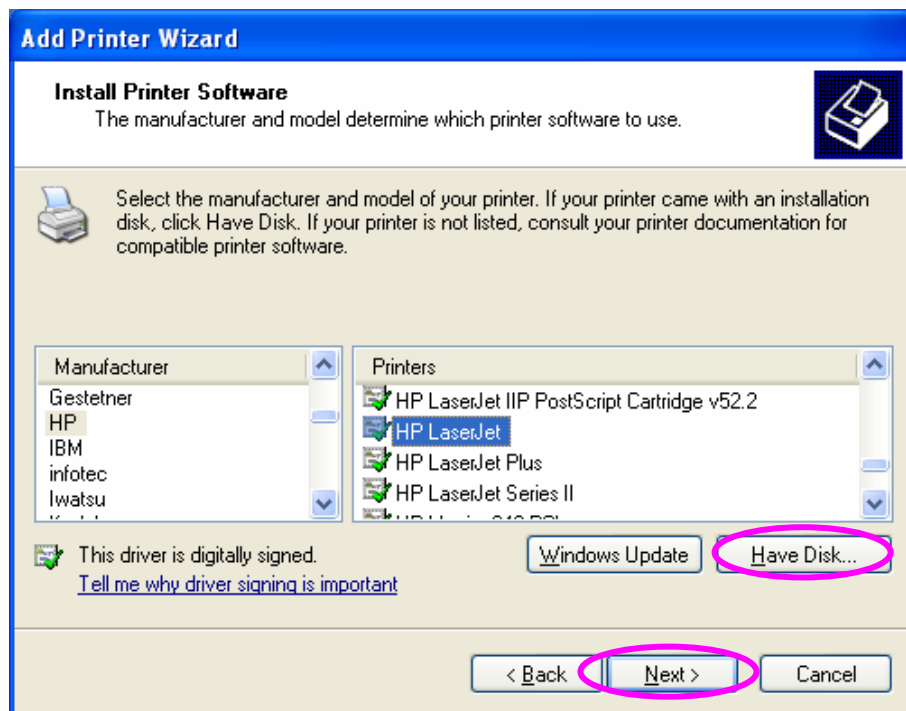 Add Printer Wizard
Install Printer Software
The manufacturer and model determine which printer software to use.
Select the manufacturer and model of your printer. If your printer came with an installation
disk, click Have Disk. If your printer is not listed, consult your printer documentation for
compatible printer software.
Manufacturer
Gestetner
HP
IBM
infotec
Iwatsu
Printers
HP LaserJet IIP PostScript Cartridge v52.2
HP LaserJet
HP LaserJet Plus
HP LaserJet Series II
This driver is digitally signed.
Tell me why driver signing is important
Windows Update
Have Disk...
< Back
Next >
Cancel